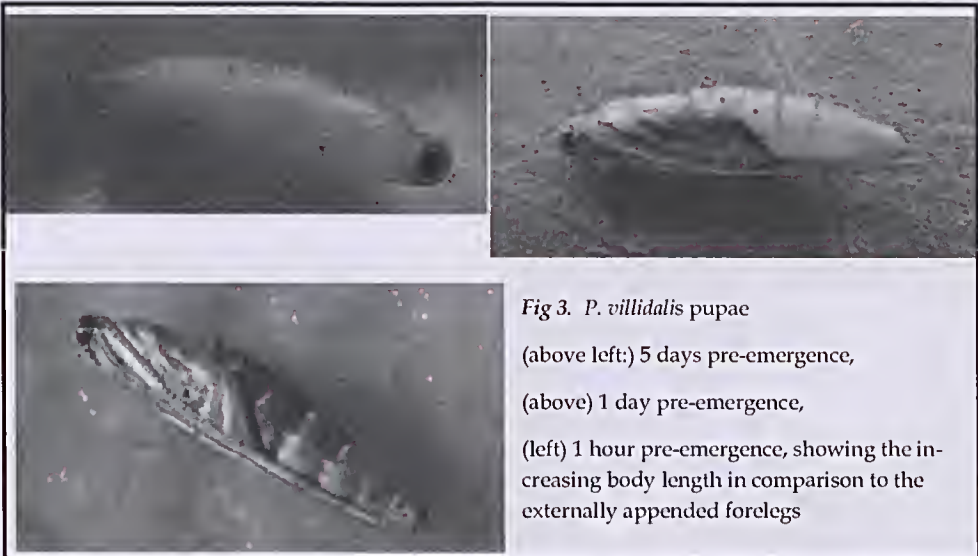 Fig 3. P. villidalis pupae
(above left:) 5 days pre-emergence,
(above) 1 day pre-emergence,
(left) 1 hour pre-emergence, showing the in-
creasing body length in comparison to the
externally appended forelegs